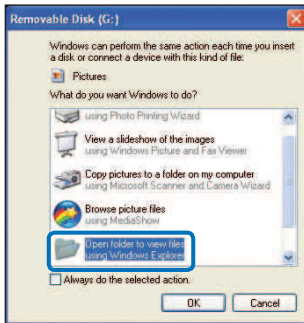 Removable Disk (G:)
Windows can perform the same action each time you insert
a disk or connect a device with this kind of file:
Pictures
What do you want Windows to do?
using Photo Printing Wizard
View a slideshow of the images
using Windows Picture and Fax Viewer
Copy pictures to a folder on my computer
using Microsoft Scanner and Camera Wizard
Browse picture files
using MediaShow
Open folder to view files
using Windows Explorer
Always do the selected action.
OK
Cancel